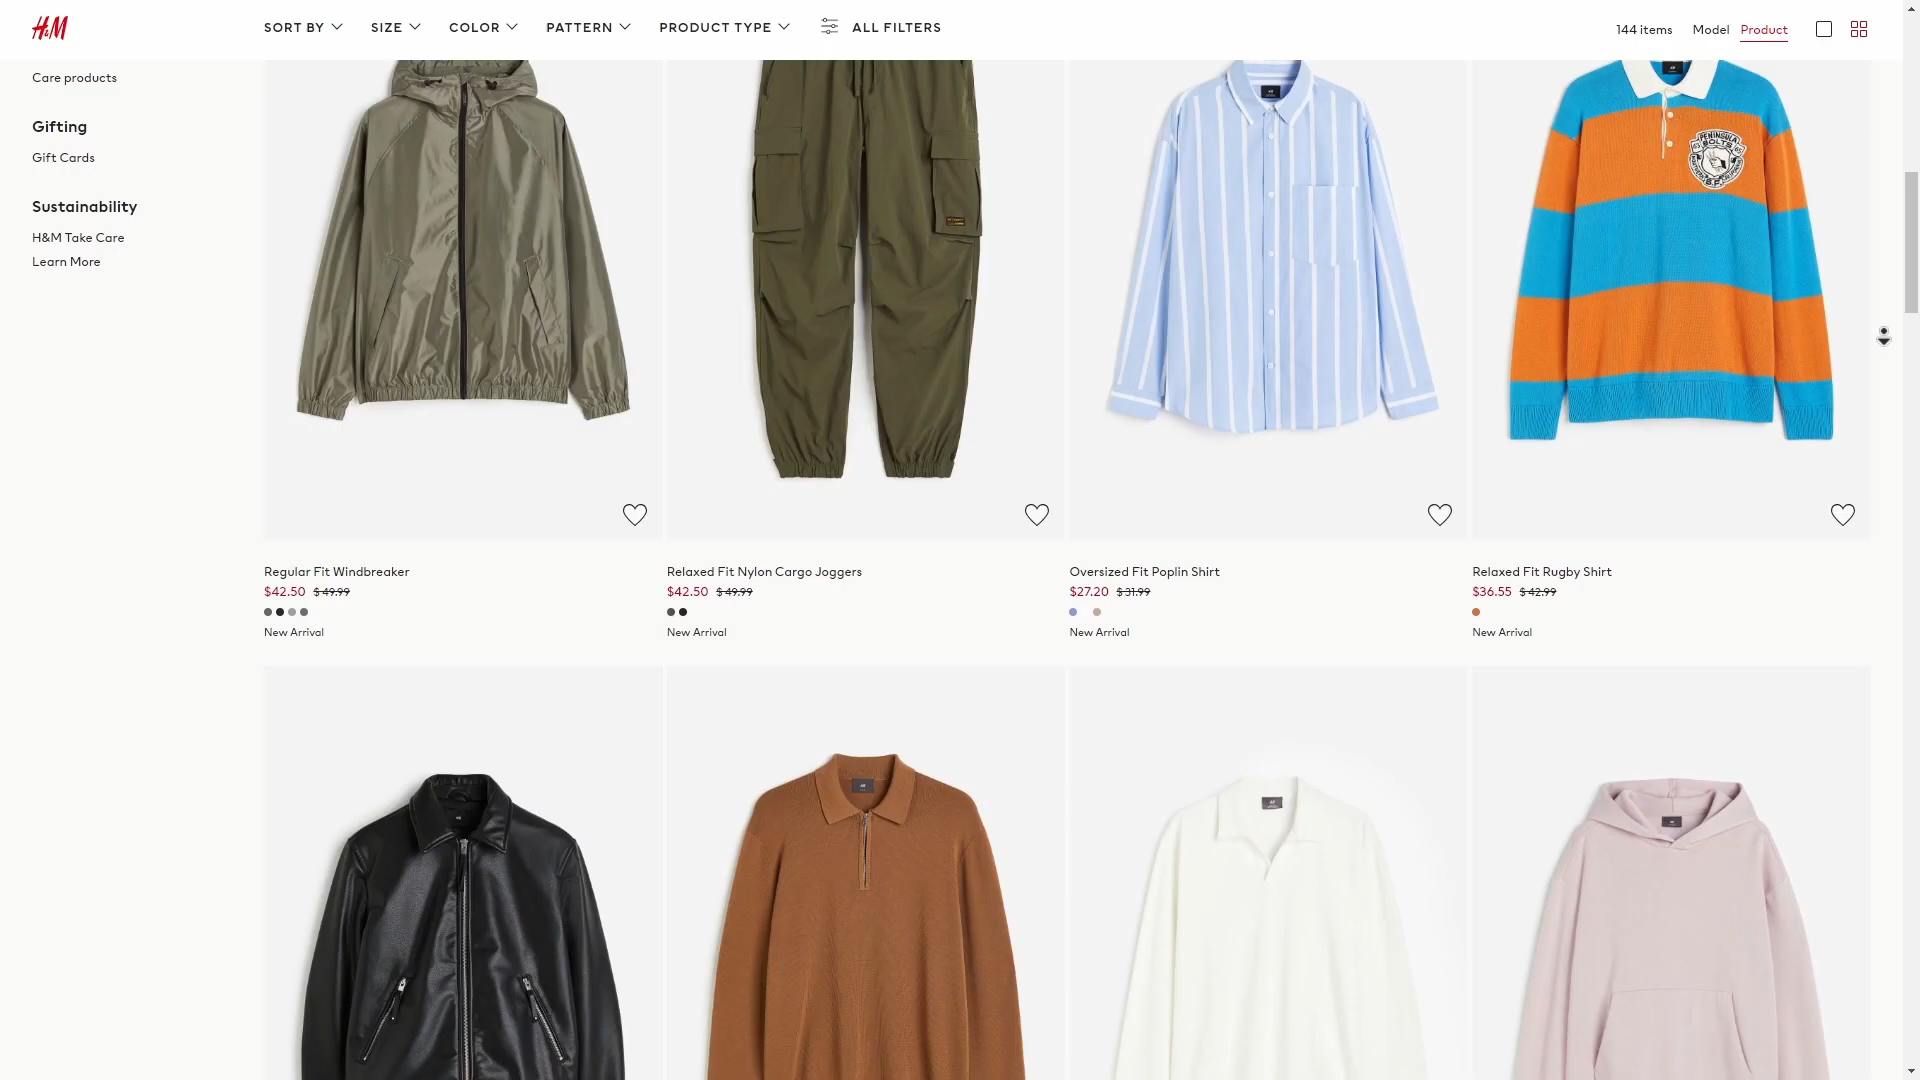 H&M
SORT BY
SIZE
COLOR
PATTERN
PRODUCT TYPE
ALL FILTERS
144 items
Model
Product
Care products
Gifting
Gift Cards
Sustainability
H&M Take Care
Learn More
PENINSULA
BOLTS
S.F.
Regular Fit Windbreaker
$42.50 $ 49.99
New Arrival
Relaxed Fit Nylon Cargo Joggers
$42.50 $ 49.99
New Arrival
Oversized Fit Poplin Shirt
$27.20 $ 31.99
New Arrival
Relaxed Fit Rugby Shirt
$36.55 $ 42.99
New Arrival